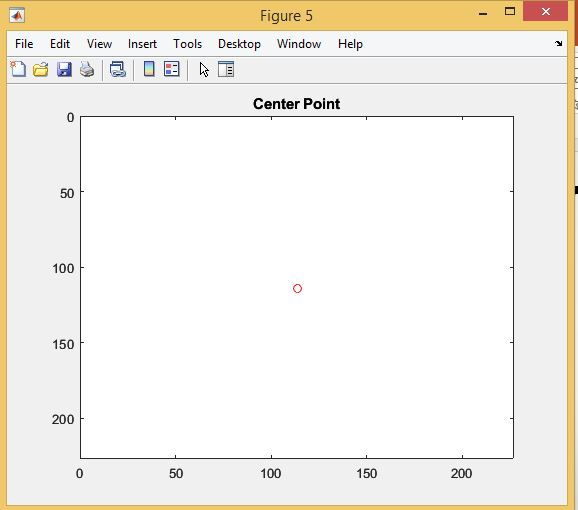 Figure 5
File Edit View Insert Tools Desktop Window Help
Center Point
0
50
100
150
200
0 50 100 150 200